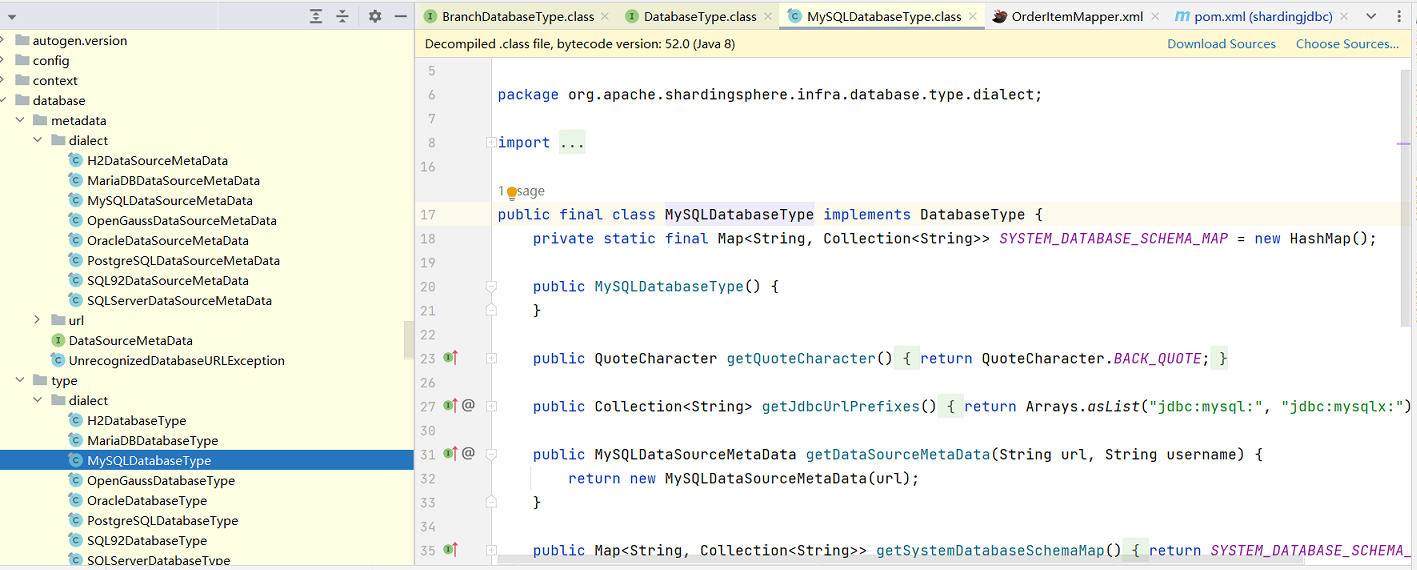 BranchDatabaseType.class
DatabaseType.class
MySQLDatabaseType.class
OrderItemMapper.xml
pom.xml (shardingjdbc)
autogen.version
config
context
database
metadata
dialect
H2DataSourceMetaData
MariaDBDataSourceMetaData
MySQLDataSourceMetaData
OpenGaussDataSourceMetaData
OracleDataSourceMetaData
PostgreSQLDataSourceMetaData
SQL92DataSourceMetaData
SQLServerDataSourceMetaData
url
DataSourceMetaData
UnrecognizedDatabaseURLException
type
dialect
H2DatabaseType
MariaDBDatabaseType
MySQLDatabaseType
OpenGaussDatabaseType
OracleDatabaseType
PostgreSQLDatabaseType
SQL92DatabaseType
SQLServerDatabaseType
Decompiled .class file, bytecode version: 52.0 (Java 8)
Download Sources
Choose Sources...
5
6 package org.apache.shardingsphere.infra.database.type.dialect;
7
8 import ...
16
1 usage
17 public final class MySQLDatabaseType implements DatabaseType {
18 private static final Map<String, Collection<String>> SYSTEM_DATABASE_SCHEMA_MAP = new HashMap();
19
20 public MySQLDatabaseType() {
21 }
22
23 public QuoteCharacter getQuoteCharacter() { return QuoteCharacter.BACK_QUOTE; }
26
27 @ public Collection<String> getJdbcUrlPrefixes() { return Arrays.asList("jdbc:mysql:", "jdbc:mysqlx:")
30
31 @ public MySQLDataSourceMetaData getDataSourceMetaData(String url, String username) {
32 return new MySQLDataSourceMetaData(url);
33 }
34
35 public Map<String, Collection<String>> getSystemDatabaseSchemaMap() { return SYSTEM_DATABASE_SCHEMA_